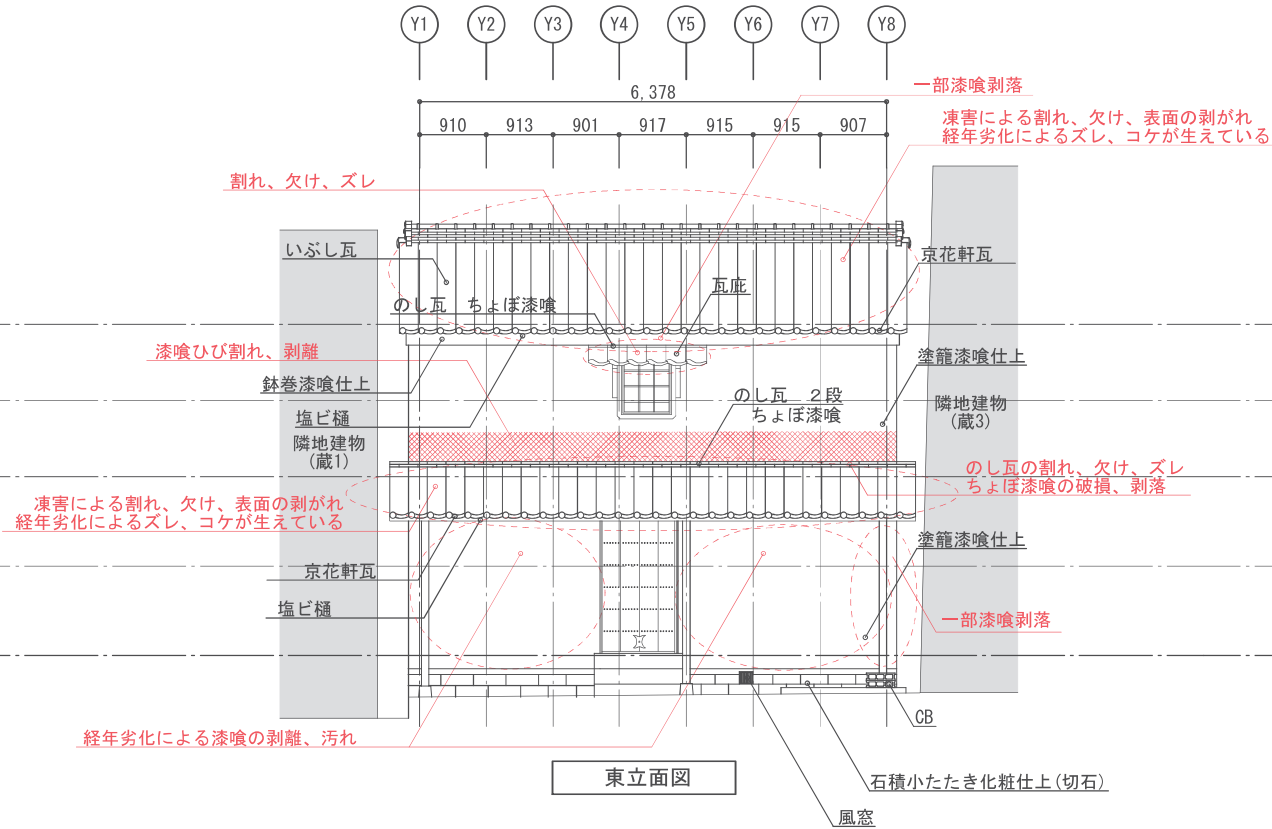 Y1 Y2 Y3 Y4 Y5 Y6 Y7 Y8
6,378
910 913 901 917 915 915 907
一部漆喰剥落
凍害による割れ、欠け、表面の剥がれ
経年劣化によるズレ、コケが生えている
割れ、欠け、ズレ
いぶし瓦
京花軒瓦
瓦庇
のし瓦 ちょぼ漆喰
漆喰ひび割れ、剥離
塗籠漆喰仕上
鉢巻漆喰仕上
のし瓦 2段
ちょぼ漆喰
塩ビ樋
隣地建物
(蔵3)
隣地建物
(蔵1)
のし瓦の割れ、欠け、ズレ
ちょぼ漆喰の破損、剥落
凍害による割れ、欠け、表面の剥がれ
経年劣化によるズレ、コケが生えている
塗籠漆喰仕上
京花軒瓦
塩ビ樋
一部漆喰剥落
CB
経年劣化による漆喰の剥離、汚れ
東立面図
石積小たたき化粧仕上(切石)
風窓